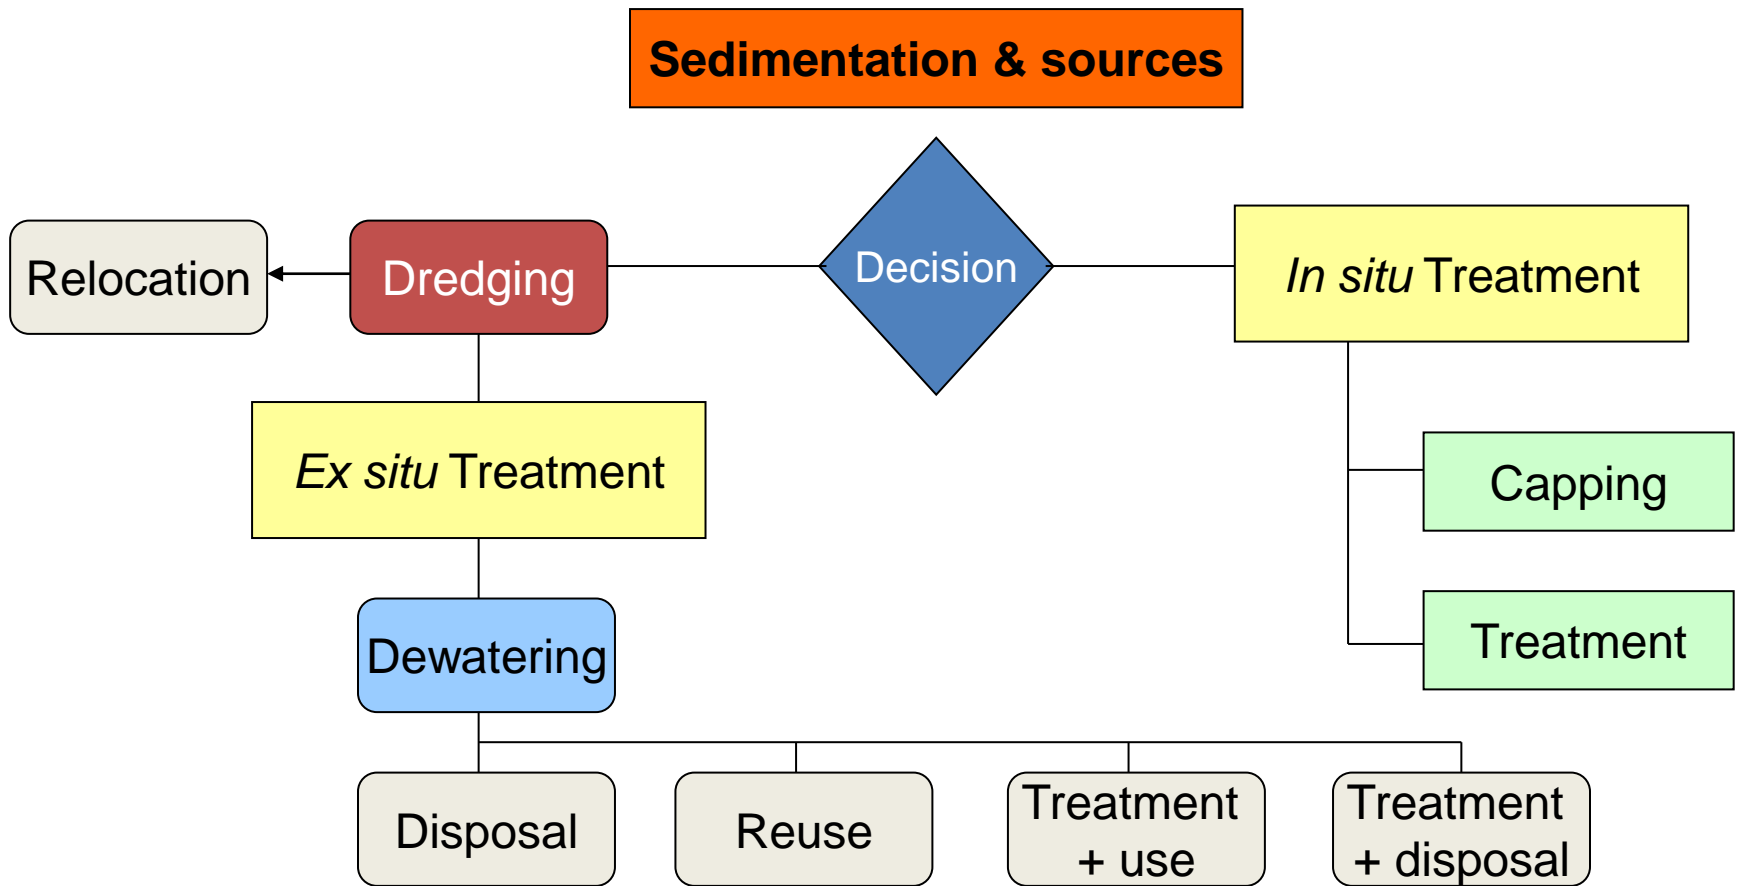 Sedimentation & sources
Relocation
Dredging
Decision
In situ Treatment
Ex situ Treatment
Capping
Dewatering
Treatment
Disposal
Reuse
Treatment
+ use
Treatment
+ disposal